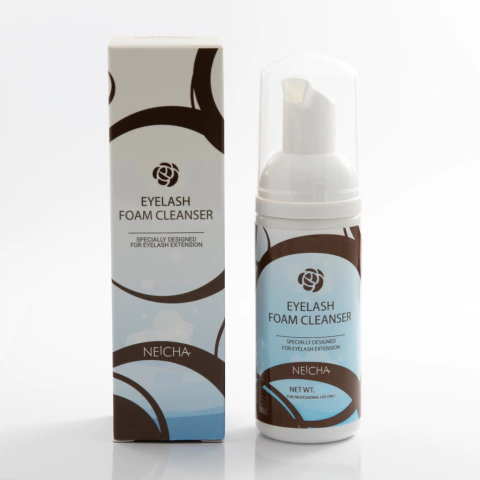 EYELASH
FOAM CLEANSER
SPECIALLY DESIGNED
FOR EYELASH EXTENSION
NEICHA
EYELASH
FOAM CLEANSER
SPECIALLY DESIGNED
FOR EYELASH EXTENSION
NEICHA
NET WT.
FOR PROFESSIONAL USE ONLY